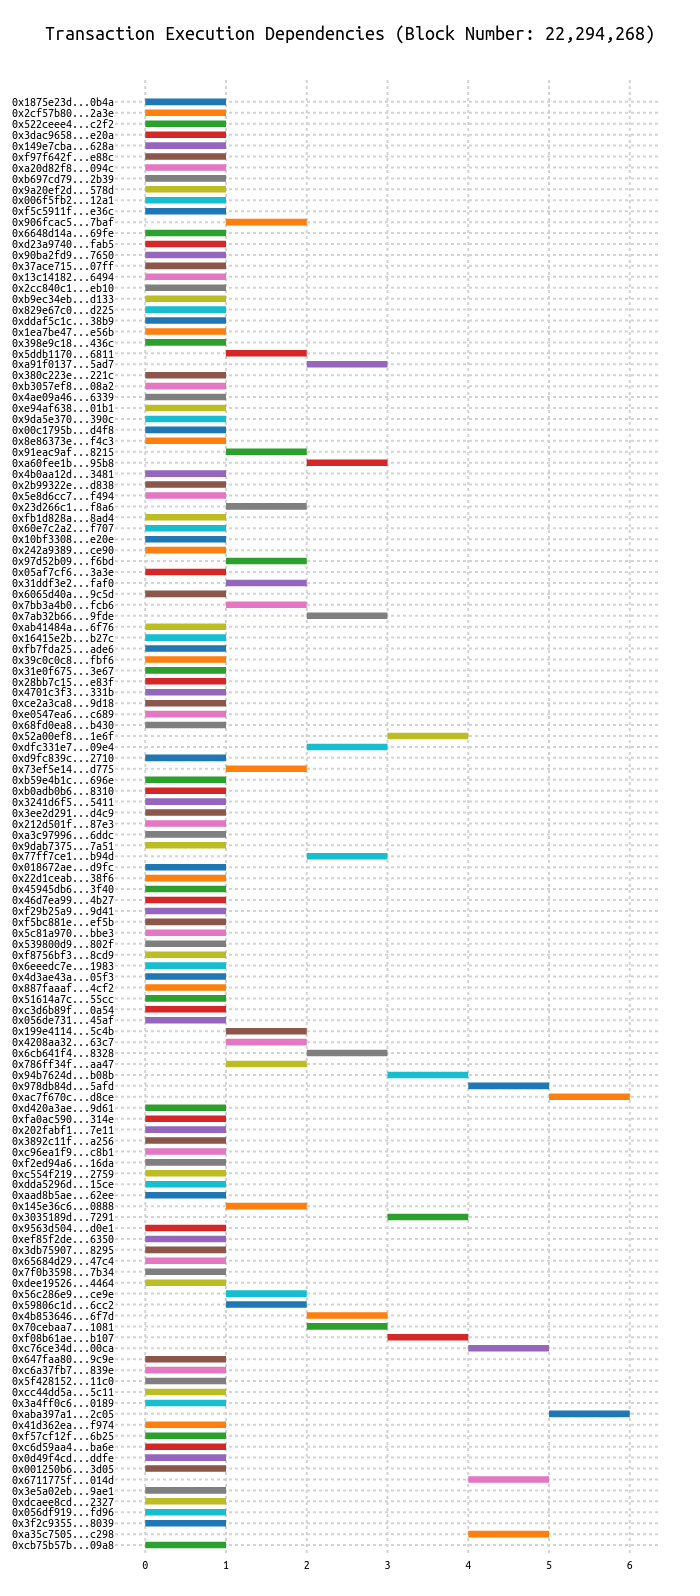 Transaction Execution Dependencies (Block Number: 22,294,268)
0x1875e23d...0b4a
0x2cf57b80...2a3e
0x522ceee4...c2f2
0x3dac9658...e20a
0x149e7cba...628a
0xf97f642f...e88c
0xa20d82f8...094c
0xb697cd79...2b39
0x9a20ef2d...578d
0x006f5fb2...12a1
0xf5c5911f...e36c
0x906fcac5...7baf
0x6648d14a...69fe
0xd23a9740...fab5
0x90ba2fd9...7650
0x37ace715...07ff
0x13c14182...6494
0x2cc840c1...eb10
0xb9ec34eb...d133
0x829e67c0...d225
0xddaf5c1c...38b9
0x1ea7be47...e56b
0x398e9c18...436c
0x5ddb1170...6811
0xa91f0137...5ad7
0x380c223e...221c
0xb3057ef8...08a2
0x4ae09a46...6339
0xe94af638...01b1
0x9da5e370...390c
0x00c1795b...d4f8
0x8e86373e...f4c3
0x91eac9af...8215
0xa60fee1b...95b8
0x4b0aa12d...3481
0x2b99322e...d838
0x5e8d6cc7...f494
0x23d266c1...f8a6
0xfb1d828a...8ad4
0x60e7c2a2...f707
0x10bf3308...e20e
0x242a9389...ce90
0x97d52b09...f6bd
0x05af7cf6...3a3e
0x31ddf3e2...faf0
0x6065d40a...9c5d
0x7bb3a4b0...fcb6
0x7ab32b66...9fde
0xab41484a...6f76
0x16415e2b...b27c
0xfb7fda25...ade6
0x39c0c0c8...fbf6
0x31e0f675...3e67
0x28bb7c15...e83f
0x4701c3f3...331b
0xce2a3ca8...9d18
0xe0547ea6...c689
0x68fd0ea8...b430
0x52a00ef8...1e6f
0xdfc331e7...09e4
0xd9fc839c...2710
0x73ef5e14...d775
0xb59e4b1c...696e
0xb0adb0b6...8310
0x3241d6f5...5411
0x3ee2d291...d4c9
0x212d501f...87e3
0xa3c97996...6ddc
0x9dab7375...7a51
0x77ff7ce1...b94d
0x018672ae...d9fc
0x22d1ceab...38f6
0x45945db6...3f40
0x46d7ea99...4b27
0xf29b25a9...9d41
0xf5bc881e...ef5b
0x5c81a970...bbe3
0x539800d9...802f
0xf8756bf3...8cd9
0x6eeedc7e...1983
0x4d3ae43a...05f3
0x887faaaf...4cf2
0x51614a7c...55cc
0xc3d6b89f...0a54
0x056de731...45af
0x199e4114...5c4b
0x4208aa32...63c7
0x6cb641f4...8328
0x786ff34f...aa47
0x94b7624d...b08b
0x978db84d...5afd
0xac7f670c...d8ce
0xd420a3ae...9d61
0xfa0ac590...314e
0x202fabf1...7e11
0x3892c11f...a256
0xc96ea1f9...c8b1
0xf2ed94a6...16da
0xc554f219...2759
0xdda5296d...15ce
0xaad8b5ae...62ee
0x145e36c6...0888
0x3035189d...7291
0x9563d504...d0e1
0xef85f2de...6350
0x3db75907...8295
0x65684d29...47c4
0x7f0b3598...7b34
0xdee19526...4464
0x56c286e9...ce9e
0x59806c1d...6cc2
0x4b853646...6f7d
0x70cebaa7...1081
0xf08b61ae...b107
0xc76ce34d...00ca
0x647faa80...9c9e
0xc6a37fb7...839e
0x5f428152...11c0
0xcc44dd5a...5c11
0x3a4ff0c6...0189
0xaba397a1...2c05
0x41d362ea...f974
0xf57cf12f...6b25
0xc6d59aa4...ba6e
0x0d49f4cd...ddfe
0x001250b6...3d05
0x6711775f...014d
0x3e5a02eb...9ae1
0xdcaee8cd...2327
0x056df919...fd96
0x3f2c9355...8039
0xa35c7505...c298
0xcb75b57b...09a8
0 1 2 3 4 5 6